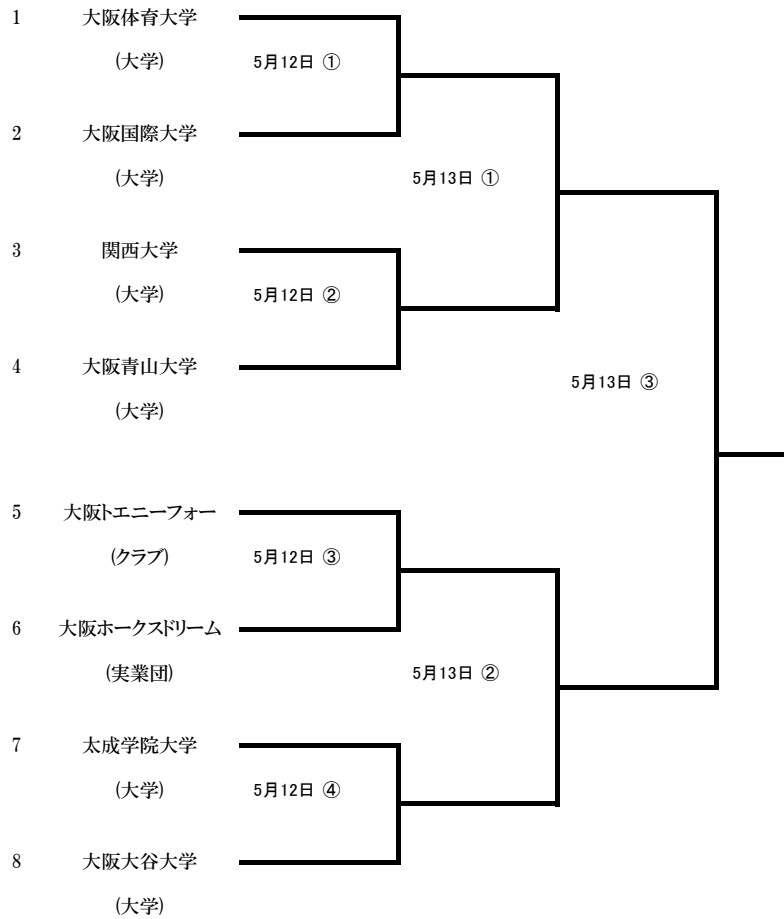 1 大阪体育大学
(大学) 5月12日 ①
2 大阪国際大学
(大学) 5月13日 ①
3 関西大学
(大学) 5月12日 ②
4 大阪青山大学
5月13日 ③
(大学)
5 大阪トエニーフォー
(クラブ) 5月12日 ③
6 大阪ホークスドリーム
(実業団) 5月13日 ②
7 太成学院大学
(大学) 5月12日 ④
8 大阪大谷大学
(大学)